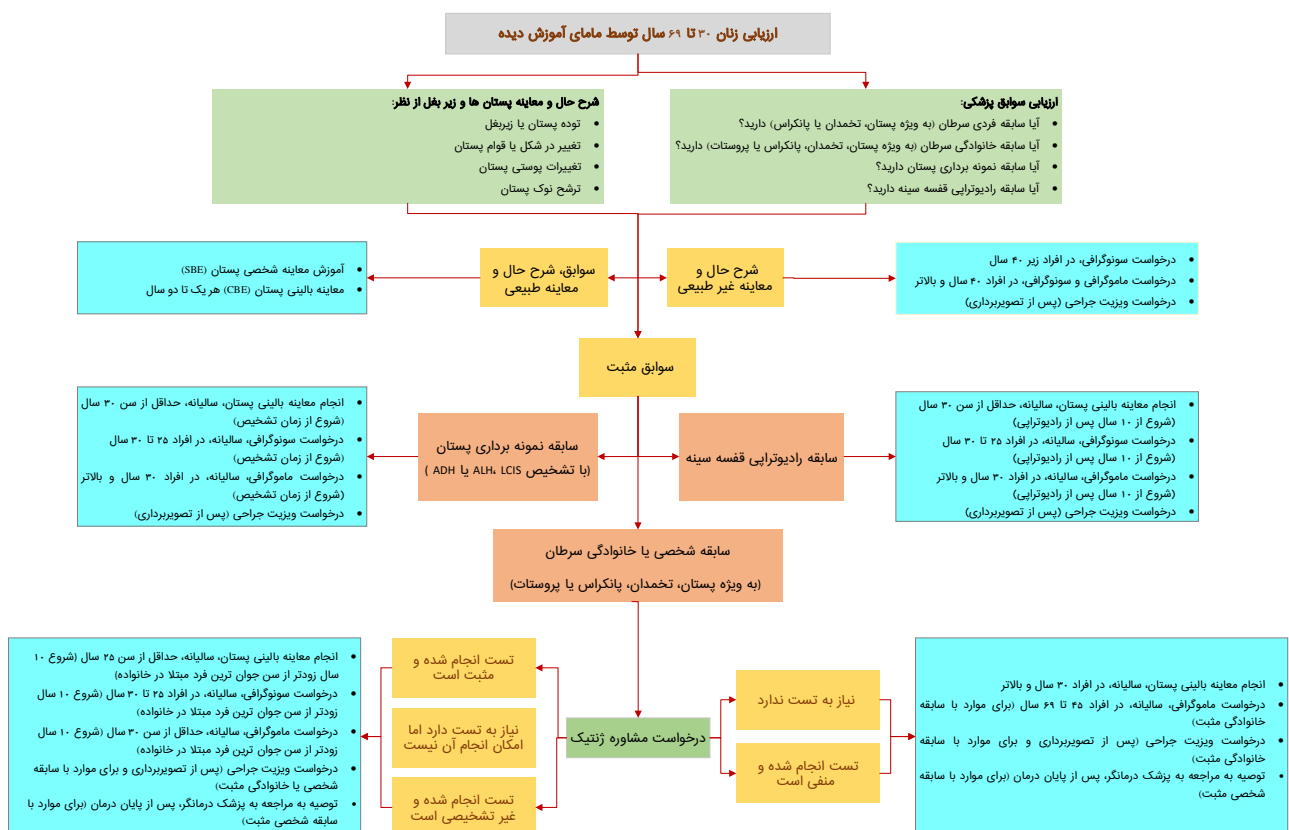 ارزیابی زنان ۳۰ تا ۶۹ سال توسط مامای آموزش دیده
ارزیابی سوابق پزشکی:
• آیا سابقه فردی سرطان (به ویژه پستان، تخمدان یا پانکراس) دارید؟
• آیا سابقه خانوادگی سرطان (به ویژه پستان، تخمدان، پانکراس یا پروستات) دارید؟
• آیا سابقه نمونه برداری پستان دارید؟
• آیا سابقه رادیوتراپی قفسه سینه دارید؟
شرح حال و معاینه پستان ها و زیر بغل از نظر:
• توده پستان یا زیربغل
• تغییر در شکل یا قوام پستان
• تغییرات پوستی پستان
• ترشح نوک پستان
• درخواست سونوگرافی، در افراد زیر ۴۰ سال
• درخواست ماموگرافی و سونوگرافی، در افراد ۴۰ سال و بالاتر
• درخواست ویزیت جراحی (پس از تصویربرداری)
شرح حال و
معاینه غیر طبیعی
سوابق، شرح حال و
معاینه طبیعی
• آموزش معاینه شخصی پستان (SBE)
• معاینه بالینی پستان (CBE) هر یک تا دو سال
سوابق مثبت
• انجام معاینه بالینی پستان، سالیانه، حداقل از سن ۳۰ سال
(شروع از ۱۰ سال پس از رادیوتراپی)
• درخواست سونوگرافی، سالیانه، در افراد ۲۵ تا ۳۰ سال
(شروع از ۱۰ سال پس از رادیوتراپی)
• درخواست ماموگرافی، سالیانه، در افراد ۳۰ سال و بالاتر
(شروع از ۱۰ سال پس از رادیوتراپی)
• درخواست ویزیت جراحی (پس از تصویربرداری)
سابقه رادیوتراپی قفسه سینه
سابقه نمونه برداری پستان
(با تشخیص ALH، LCIS یا ADH )
• انجام معاینه بالینی پستان، سالیانه، حداقل از سن ۳۰ سال
(شروع از زمان تشخیص)
• درخواست سونوگرافی، سالیانه، در افراد ۲۵ تا ۳۰ سال
(شروع از زمان تشخیص)
• درخواست ماموگرافی، سالیانه، در افراد ۳۰ سال و بالاتر
(شروع از زمان تشخیص)
• درخواست ویزیت جراحی (پس از تصویربرداری)
سابقه شخصی یا خانوادگی سرطان
(به ویژه پستان، تخمدان، پانکراس یا پروستات)
• انجام معاینه بالینی پستان، سالیانه، در افراد ۳۰ سال و بالاتر
• درخواست ماموگرافی، سالیانه، در افراد ۴۵ تا ۶۹ سال (برای موارد با سابقه
خانوادگی مثبت)
• درخواست ویزیت جراحی (پس از تصویربرداری و برای موارد با سابقه
خانوادگی مثبت)
• توصیه به مراجعه به پزشک درمانگر، پس از پایان درمان (برای موارد با سابقه
شخصی مثبت)
نیاز به تست ندارد
تست انجام شده و
منفی است
درخواست مشاوره ژنتیک
تست انجام شده و
مثبت است
نیاز به تست دارد اما
امکان انجام آن نیست
تست انجام شده و
غیر تشخیصی است
• انجام معاینه بالینی پستان، سالیانه، حداقل از سن ۲۵ سال (شروع ۱۰
سال زودتر از سن جوان ترین فرد مبتلا در خانواده)
• درخواست سونوگرافی، سالیانه، در افراد ۲۵ تا ۳۰ سال (شروع ۱۰ سال
زودتر از سن جوان ترین فرد مبتلا در خانواده)
• درخواست ماموگرافی، سالیانه، حداقل از سن ۳۰ سال (شروع ۱۰ سال
زودتر از سن جوان ترین فرد مبتلا در خانواده)
• درخواست ویزیت جراحی (پس از تصویربرداری و برای موارد با سابقه
شخصی یا خانوادگی مثبت)
• توصیه به مراجعه به پزشک درمانگر، پس از پایان درمان (برای موارد با
سابقه شخصی مثبت)